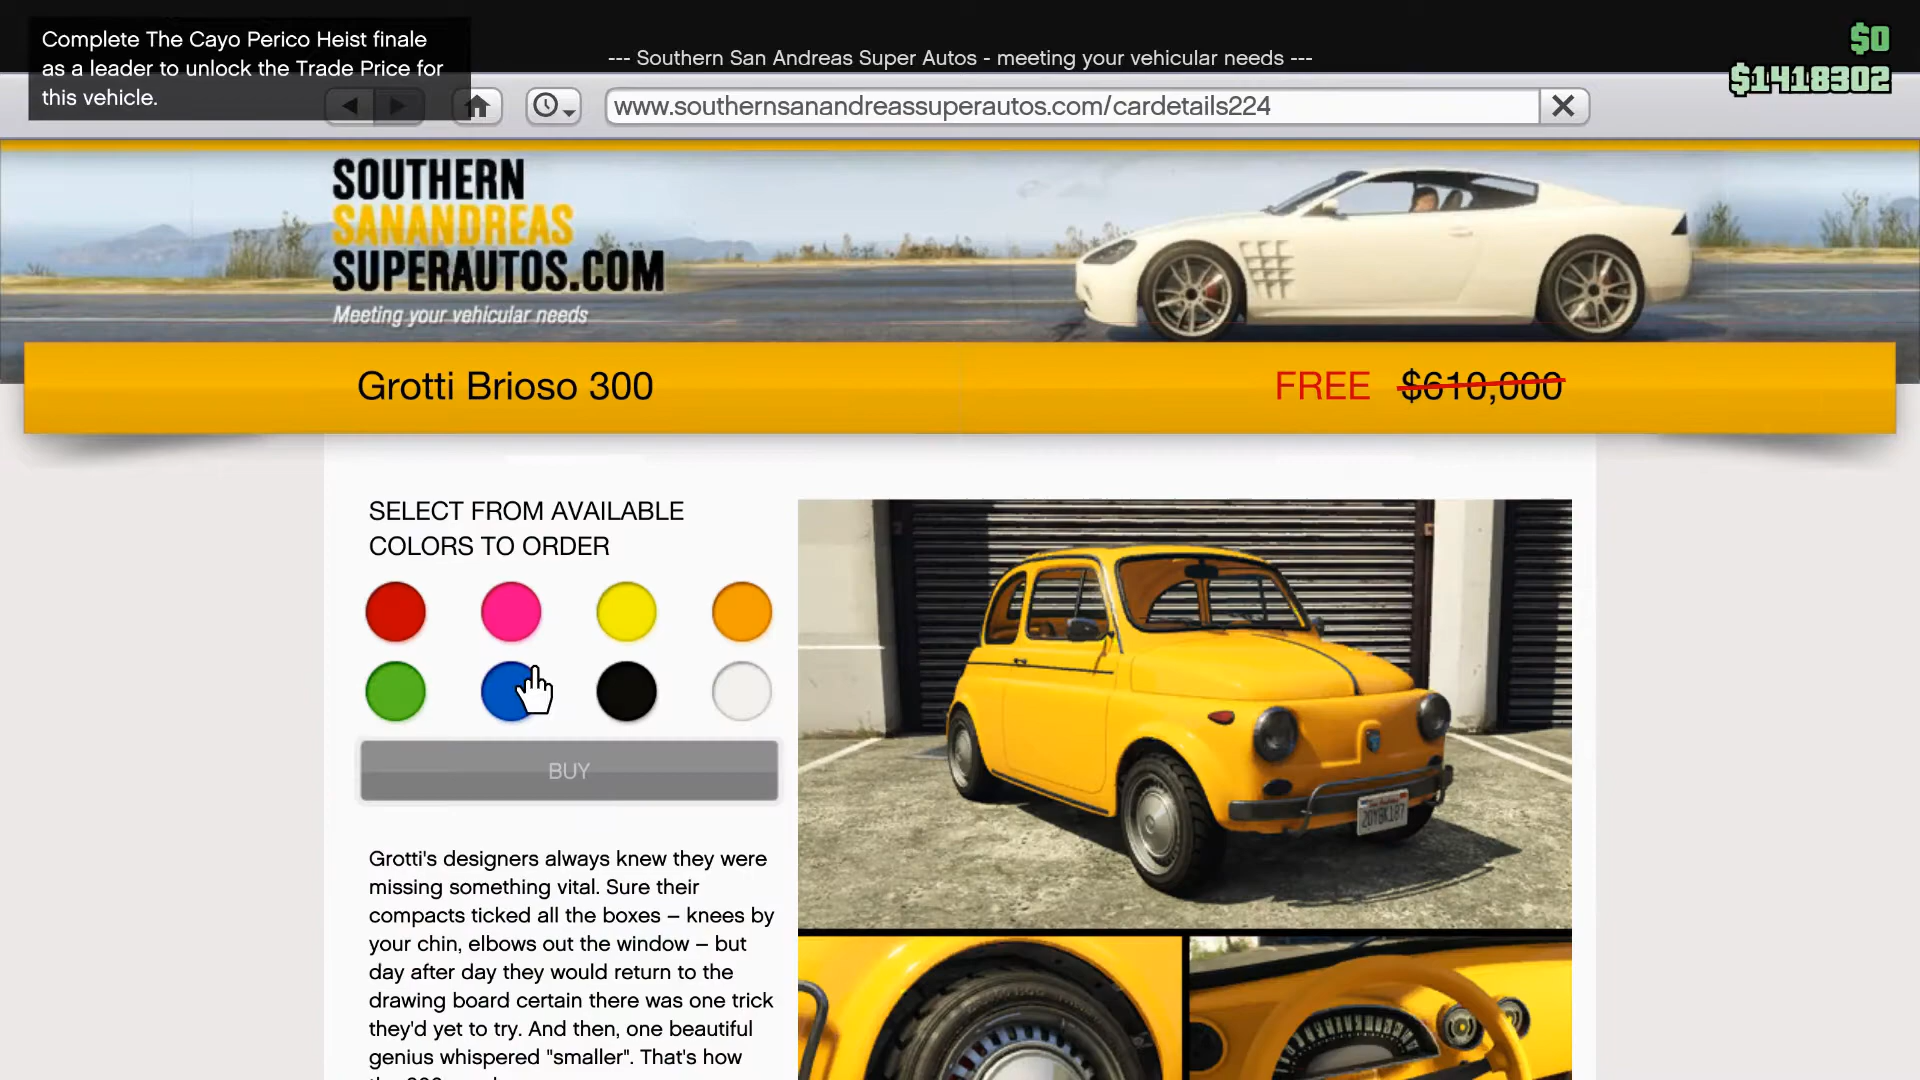 Complete The Cayo Perico Heist finale
as a leader to unlock the Trade Price for
this vehicle.
--- Southern San Andreas Super Autos - meeting your vehicular needs ---
$0
$1418302
www.southernsanandreassuperautos.com/cardetails224
SOUTHERN
SANANDREAS
SUPERAUTOS.COM
Meeting your vehicular needs
Grotti Brioso 300
FREE $610,000
SELECT FROM AVAILABLE
COLORS TO ORDER
BUY
20YBK187
Grotti's designers always knew they were
missing something vital. Sure their
compacts ticked all the boxes – knees by
your chin, elbows out the window – but
day after day they would return to the
drawing board certain there was one trick
they'd yet to try. And then, one beautiful
genius whispered "smaller". That's how